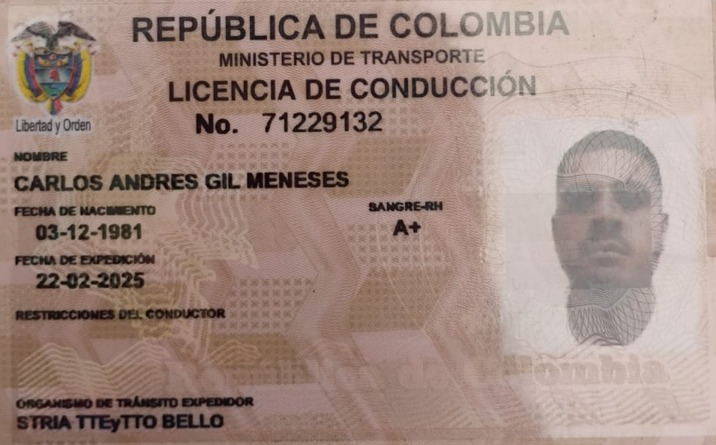 REPÚBLICA DE COLOMBIA
MINISTERIO DE TRANSPORTE
LICENCIA DE CONDUCCIÓN
Libertad y Orden
No. 71229132
NOMBRE
CARLOS ANDRES GIL MENESES
FECHA DE NACIMIENTO
03-12-1981
SANGRE-RH
A+
FECHA DE EXPEDICIÓN
22-02-2025
RESTRICCIONES DEL CONDUCTOR
ORGANISMO DE TRÁNSITO EXPEDIDOR
STRIA TTEyTTO BELLO